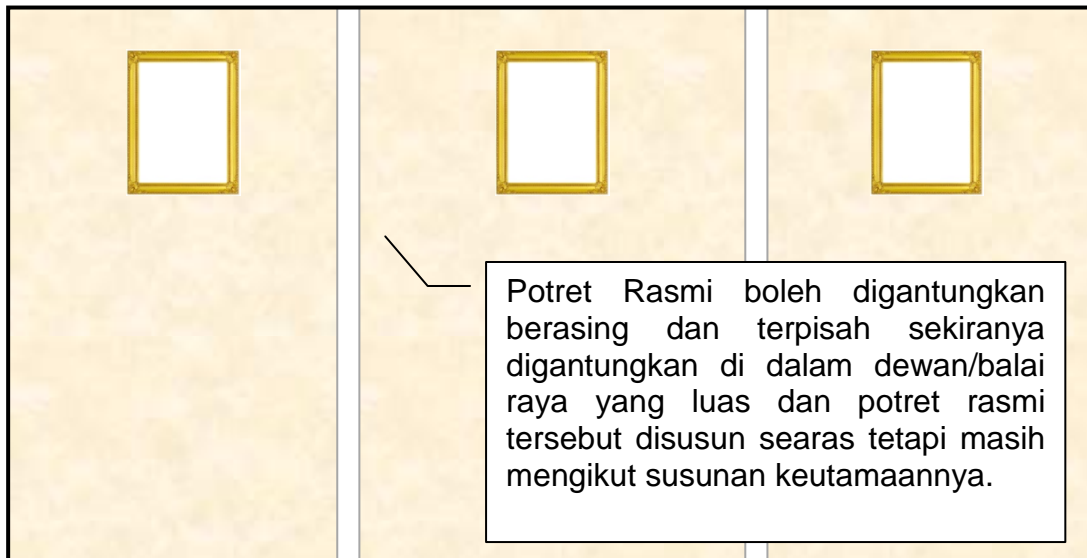 Potret Rasmi boleh digantungkan
berasing dan terpisah sekiranya
digantungkan di dalam dewan/balai
raya yang luas dan potret rasmi
tersebut disusun searas tetapi masih
mengikut susunan keutamaannya.